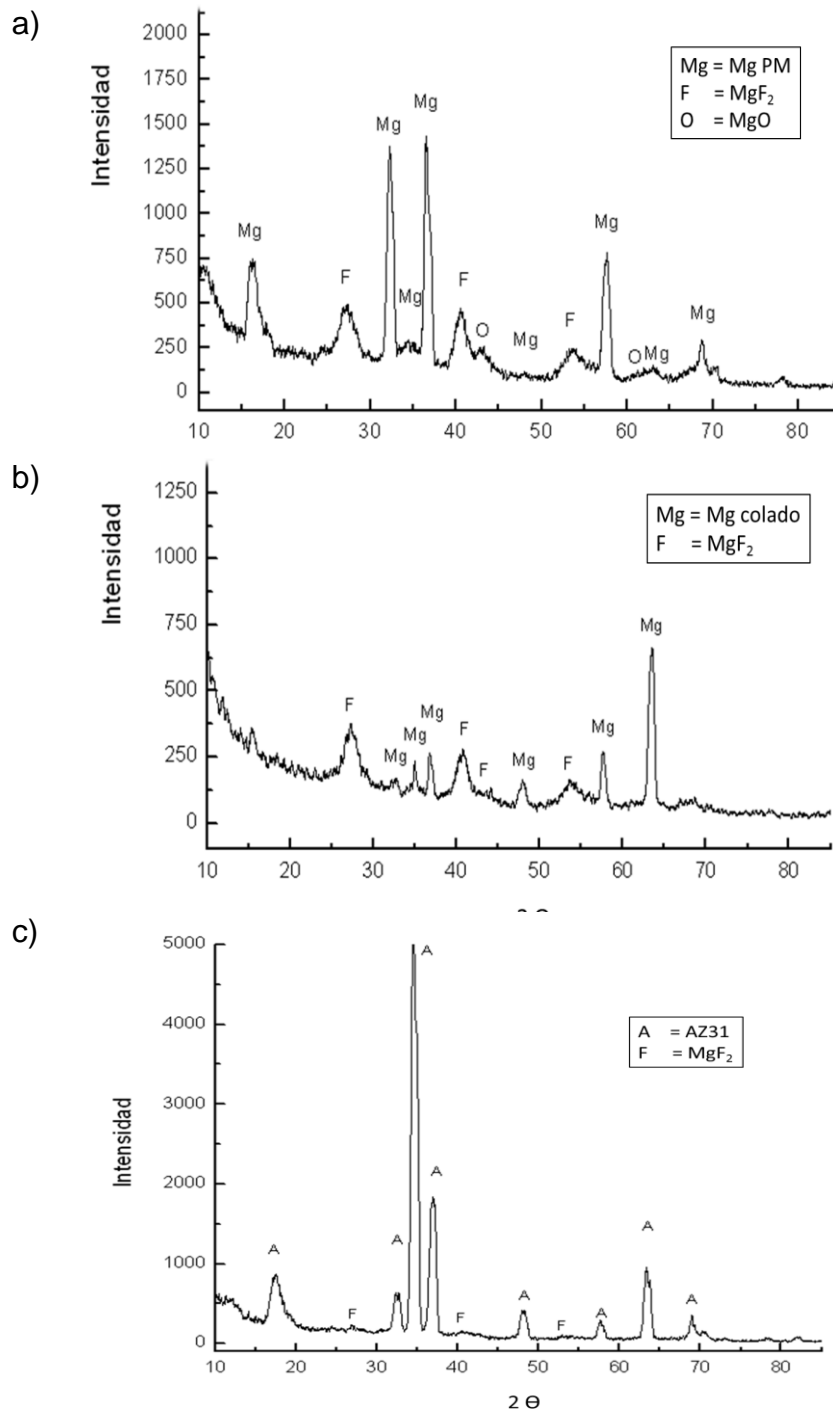 a)
Intensidad
2000
1750
1500
1250
1000
750
500
250
0
Mg = Mg PM
F = MgF₂
O = MgO
Mg
F
Mg
Mg
Mg
F
O
Mg
F
Mg
O
Mg
Mg
10 20 30 40 50 60 70 80
b)
Intensidad
1250
1000
750
500
250
0
Mg = Mg colado
F = MgF₂
F
Mg
Mg
Mg
F
F
Mg
F
Mg
Mg
10 20 30 40 50 60 70 80
c)
Intensidad
5000
4000
3000
2000
1000
0
A = AZ31
F = MgF₂
A
F
A
A
A
F
A
F
A
A
A
10 20 30 40 50 60 70 80
2 Θ